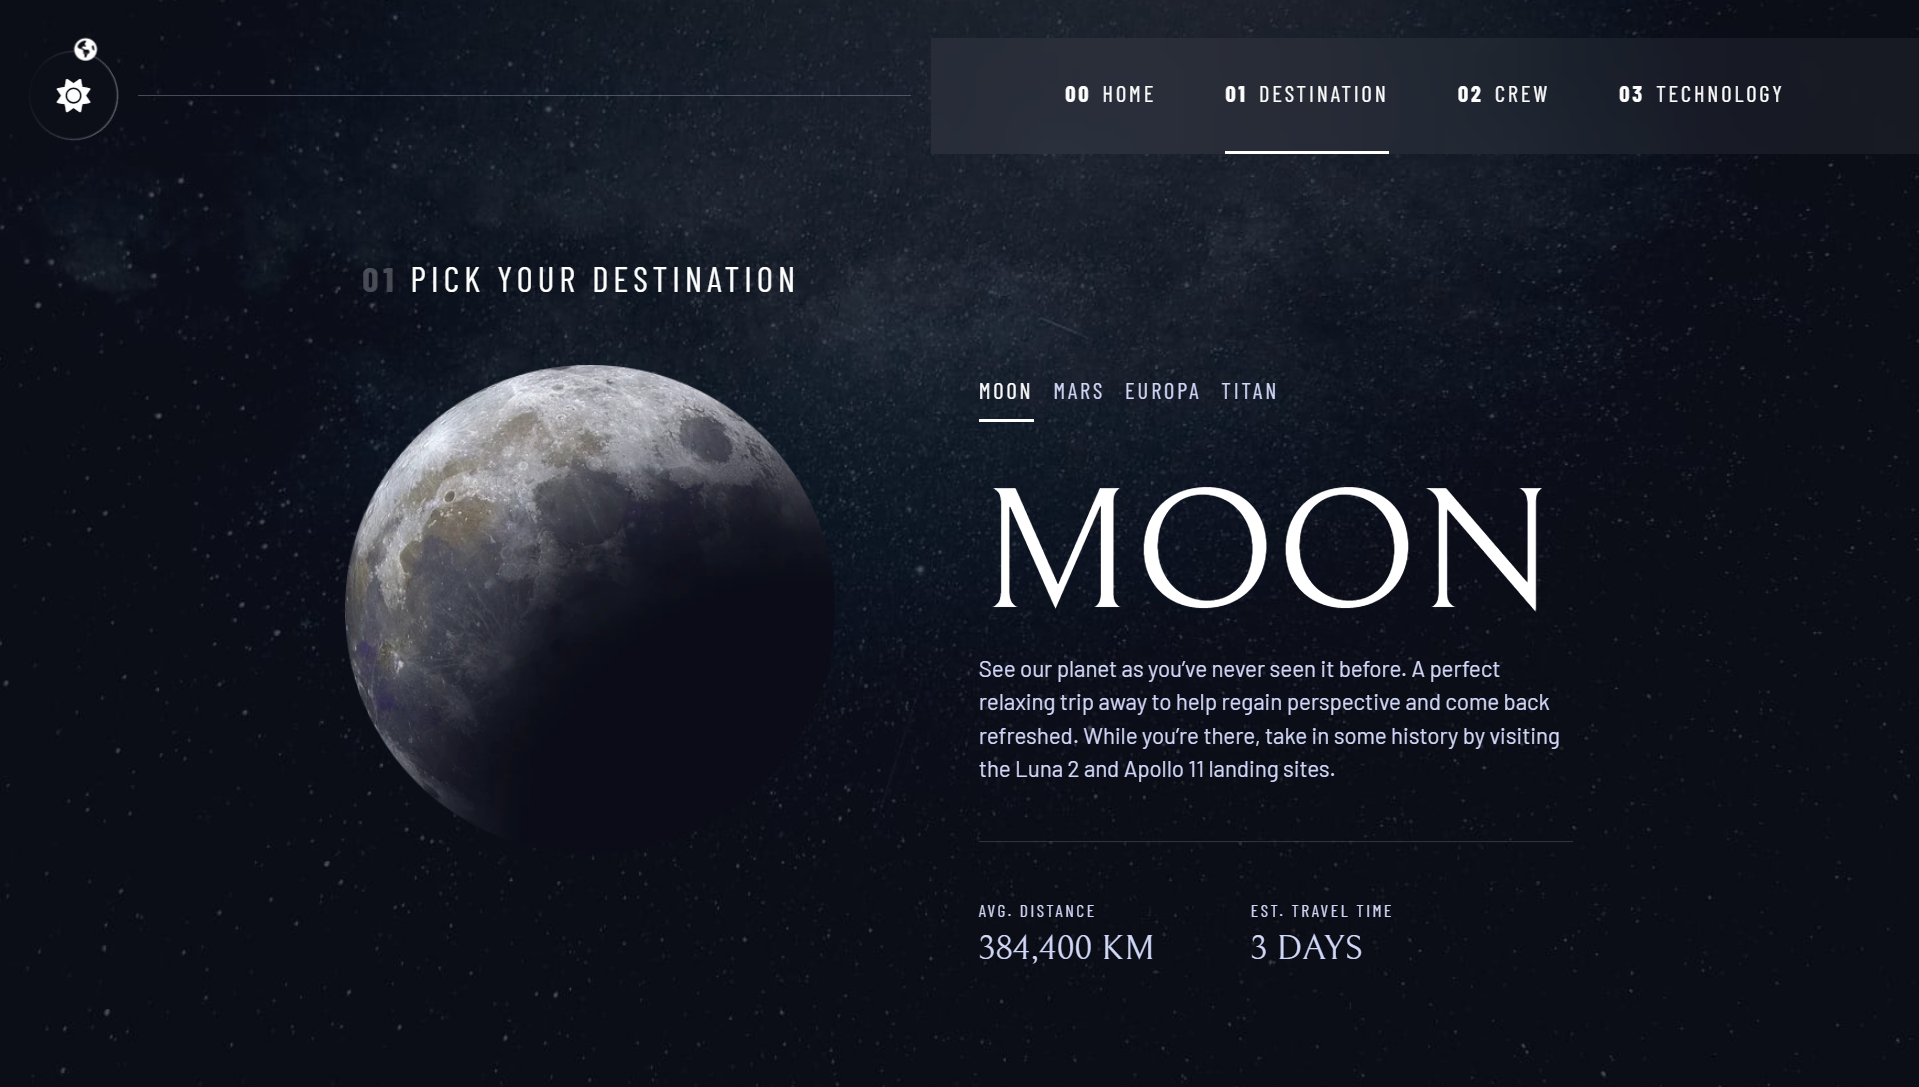 00 HOME 01 DESTINATION 02 CREW 03 TECHNOLOGY
01 PICK YOUR DESTINATION
MOON MARS EUROPA TITAN
MOON
See our planet as you’ve never seen it before. A perfect
relaxing trip away to help regain perspective and come back
refreshed. While you’re there, take in some history by visiting
the Luna 2 and Apollo 11 landing sites.
AVG. DISTANCE
384,400 KM
EST. TRAVEL TIME
3 DAYS